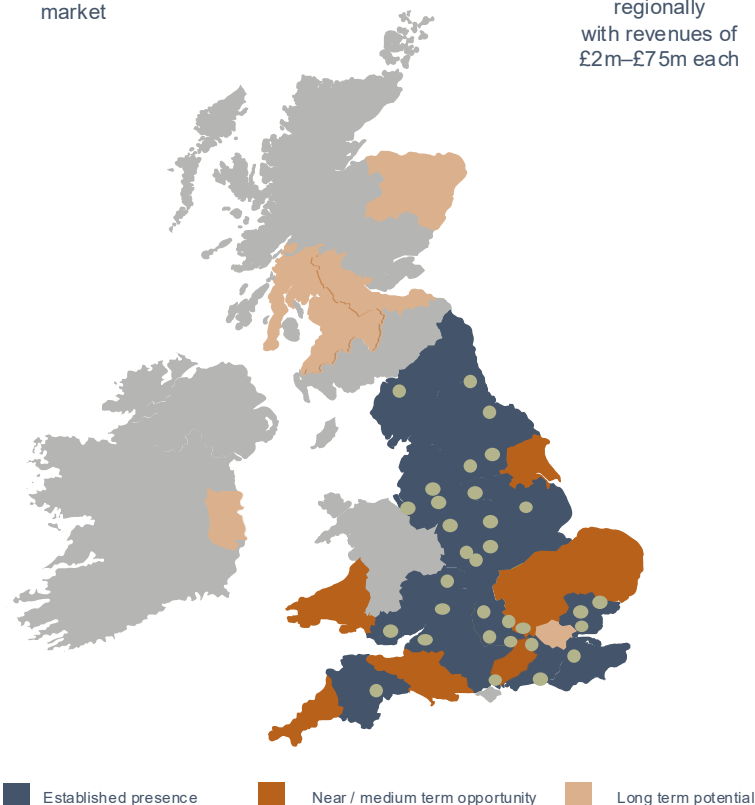 market
regionally
with revenues of
£2m–£75m each
Established presence
Near / medium term opportunity
Long term potential